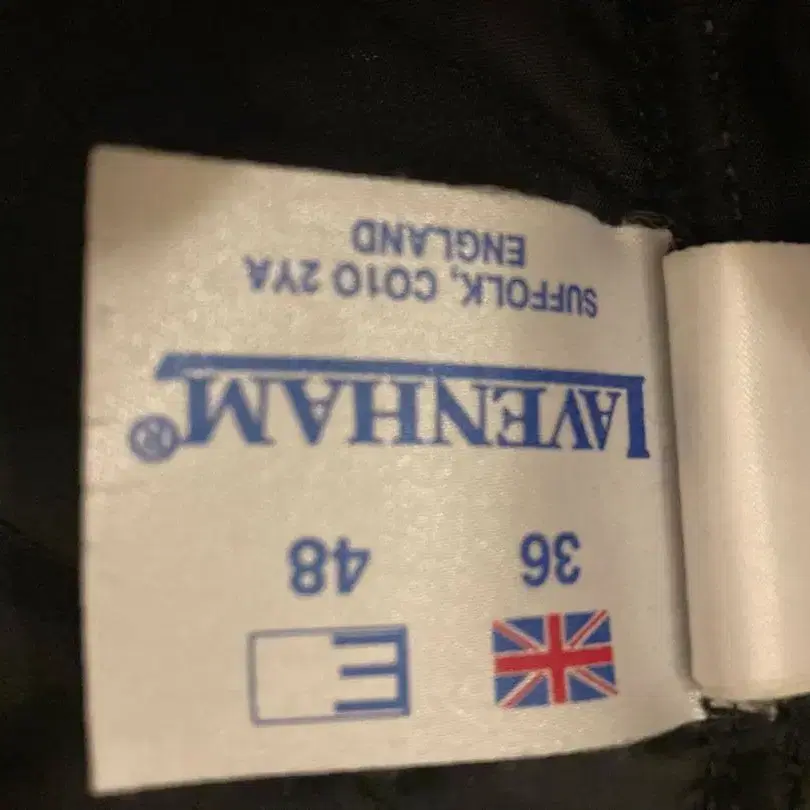 E
36 48
LAVENHAM®
SUFFOLK, CO10 2YA
ENGLAND